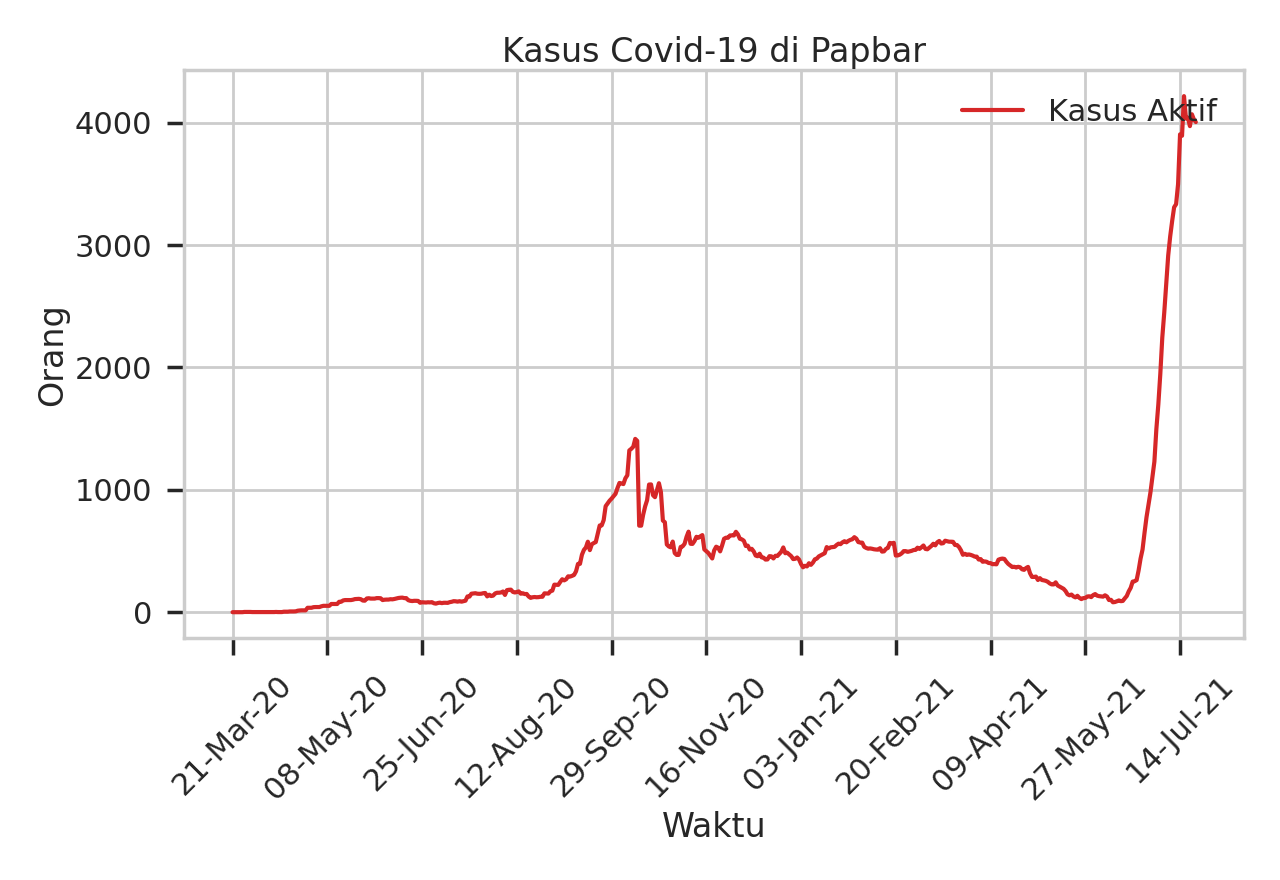 Kasus Covid-19 di Papbar
Kasus Aktif
4000
3000
2000
1000
0
Orang
21-Mar-20
08-May-20
25-Jun-20
12-Aug-20
29-Sep-20
16-Nov-20
03-Jan-21
20-Feb-21
09-Apr-21
27-May-21
14-Jul-21
Waktu